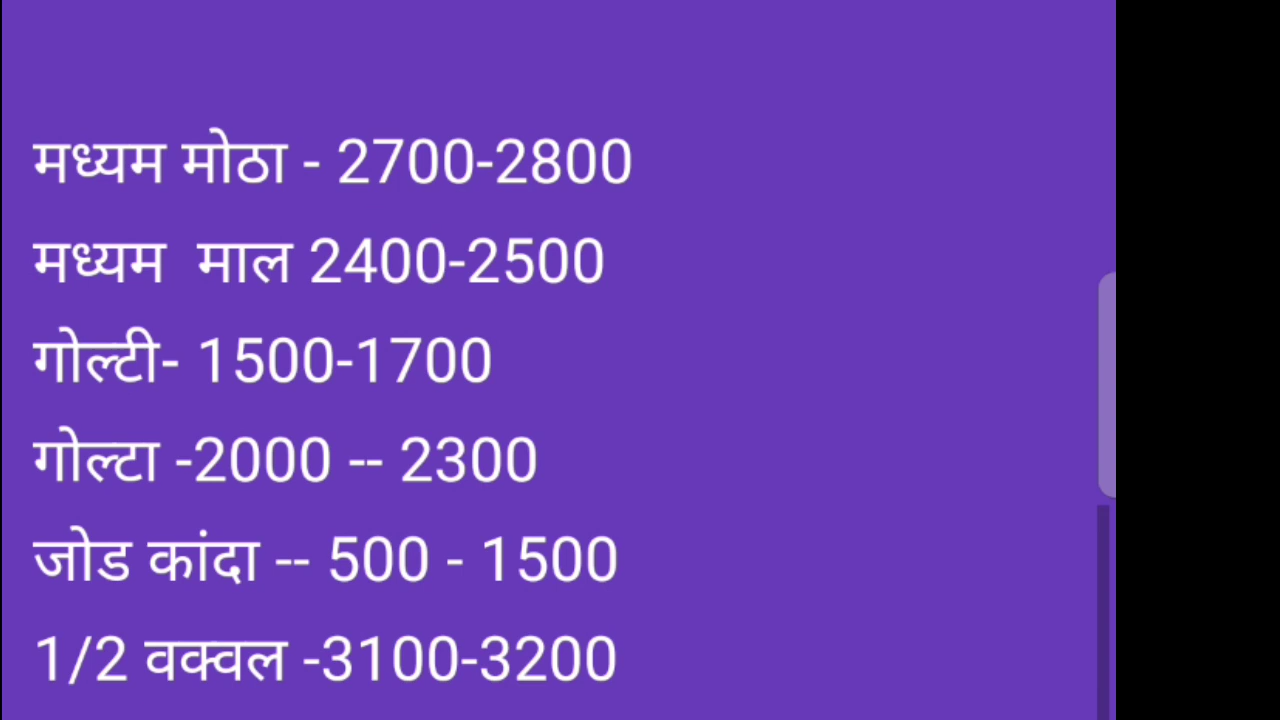 मध्यम मोठा - 2700-2800
मध्यम  माल 2400-2500
गोल्टी- 1500-1700
गोल्टा -2000 -- 2300
जोड कांदा -- 500 - 1500
1/2 वक्वल -3100-3200